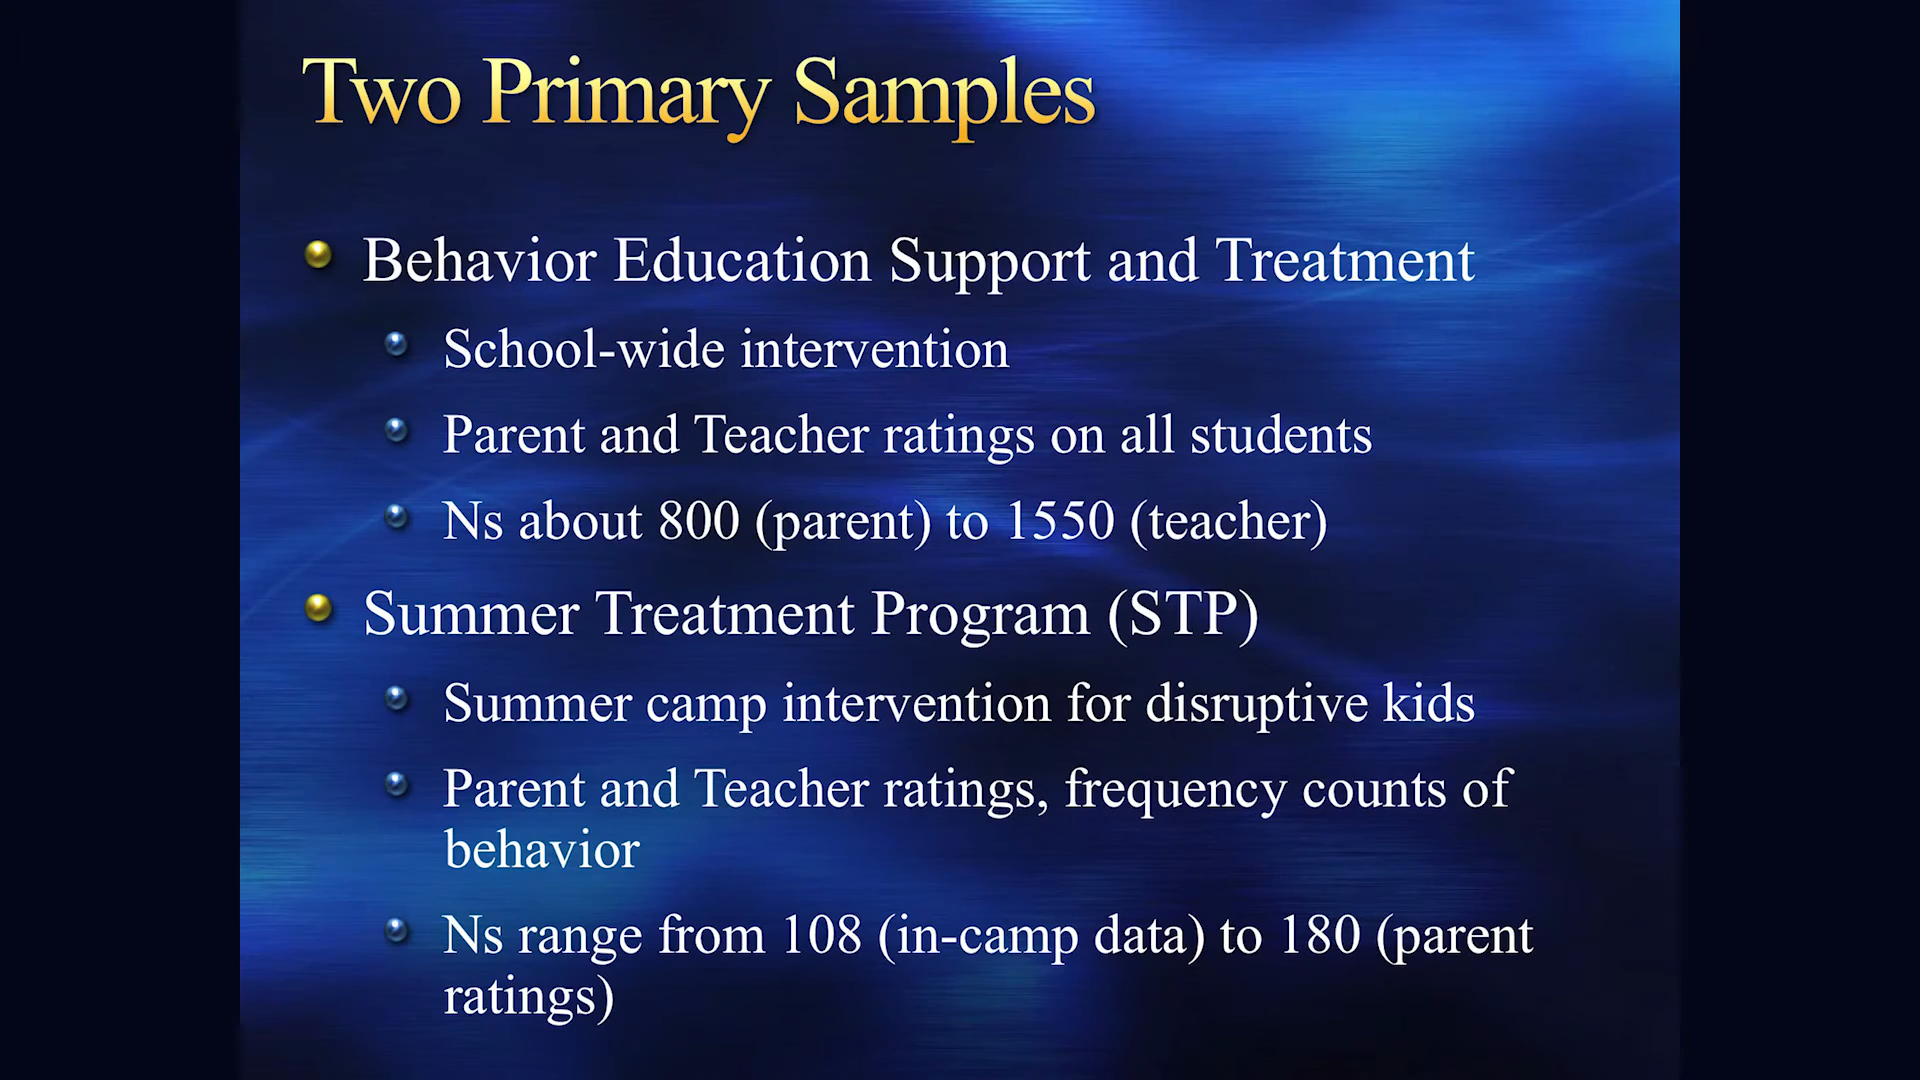 Two Primary Samples
Behavior Education Support and Treatment
School-wide intervention
Parent and Teacher ratings on all students
Ns about 800 (parent) to 1550 (teacher)
Summer Treatment Program (STP)
Summer camp intervention for disruptive kids
Parent and Teacher ratings, frequency counts of
behavior
Ns range from 108 (in-camp data) to 180 (parent
ratings)